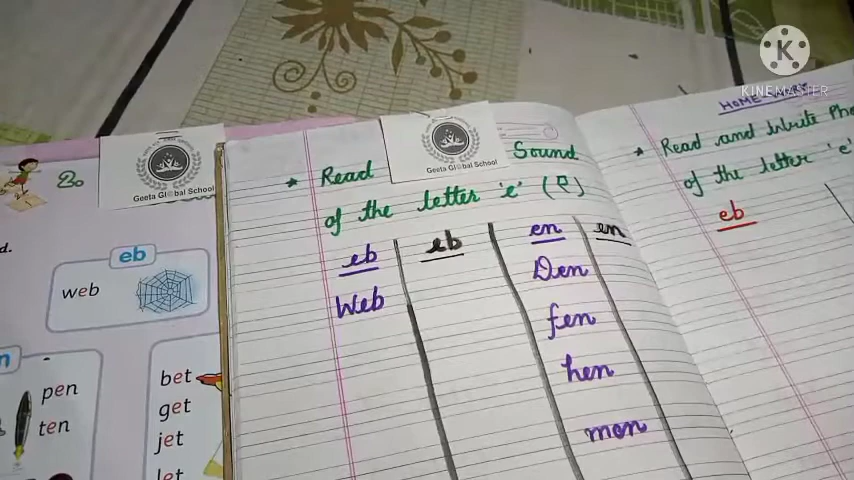 KINEMASTER
HOME WORK
20
Geeta Global School
Geeta Global School
d.
eb
web
pen
ten
bet
get
jet
let
Read Sound
of the letter 'e' (ऐ)
eb eb en en
Web Den
fen
hen
men
Read and Write Pho
of the letter 'e'
eb